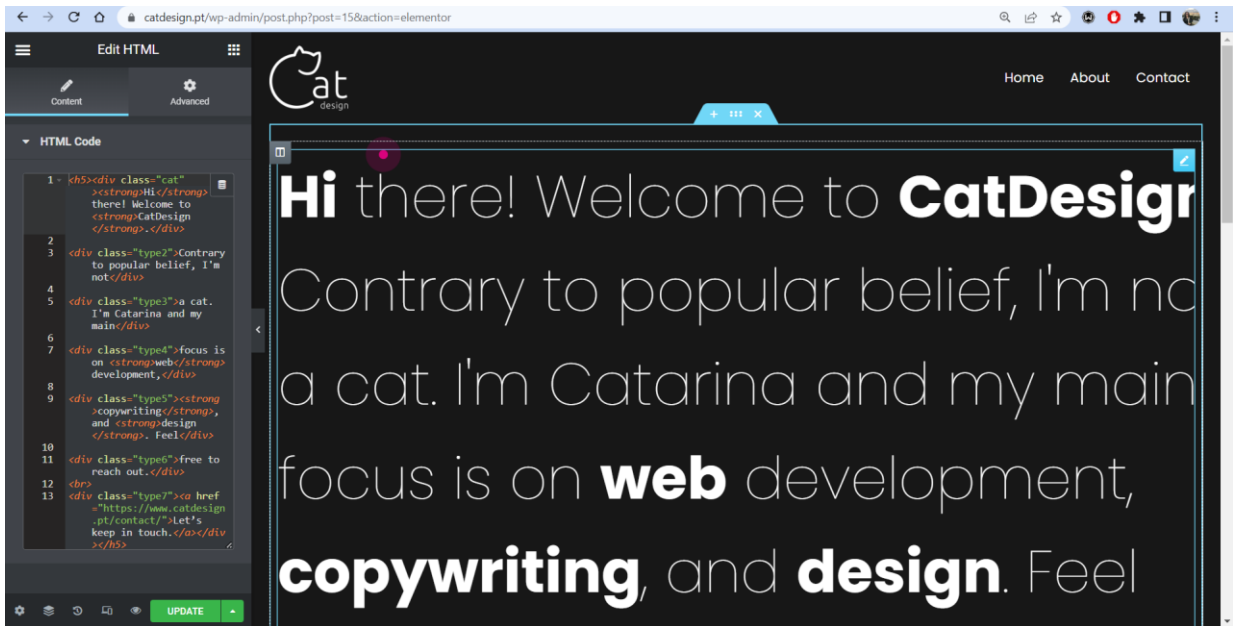 catdesign.pt/wp-admin/post.php?post=15&action=elementor
Edit HTML
Content
Advanced
HTML Code
1 <h5><div class="cat"
><strong>Hi</strong>
there! Welcome to
<strong>CatDesign
</strong>.</div>
2
3 <div class="type2">Contrary
to popular belief, I'm
not</div>
4
5 <div class="type3">a cat.
I'm Catarina and my
main</div>
6
7 <div class="type4">focus is
on <strong>web</strong>
development,</div>
8
9 <div class="type5"><strong
>copywriting</strong>,
and <strong>design
</strong>. Feel</div>
10
11 <div class="type6">free to
reach out.</div>
12 <br>
13 <div class="type7"><a href
="https://www.catdesign
.pt/contact/">Let's
keep in touch.</a></div
></h5>
UPDATE
Cat
design
Home About Contact
Hi there! Welcome to CatDesign
Contrary to popular belief, I'm no
a cat. I'm Catarina and my main
focus is on web development,
copywriting, and design. Feel